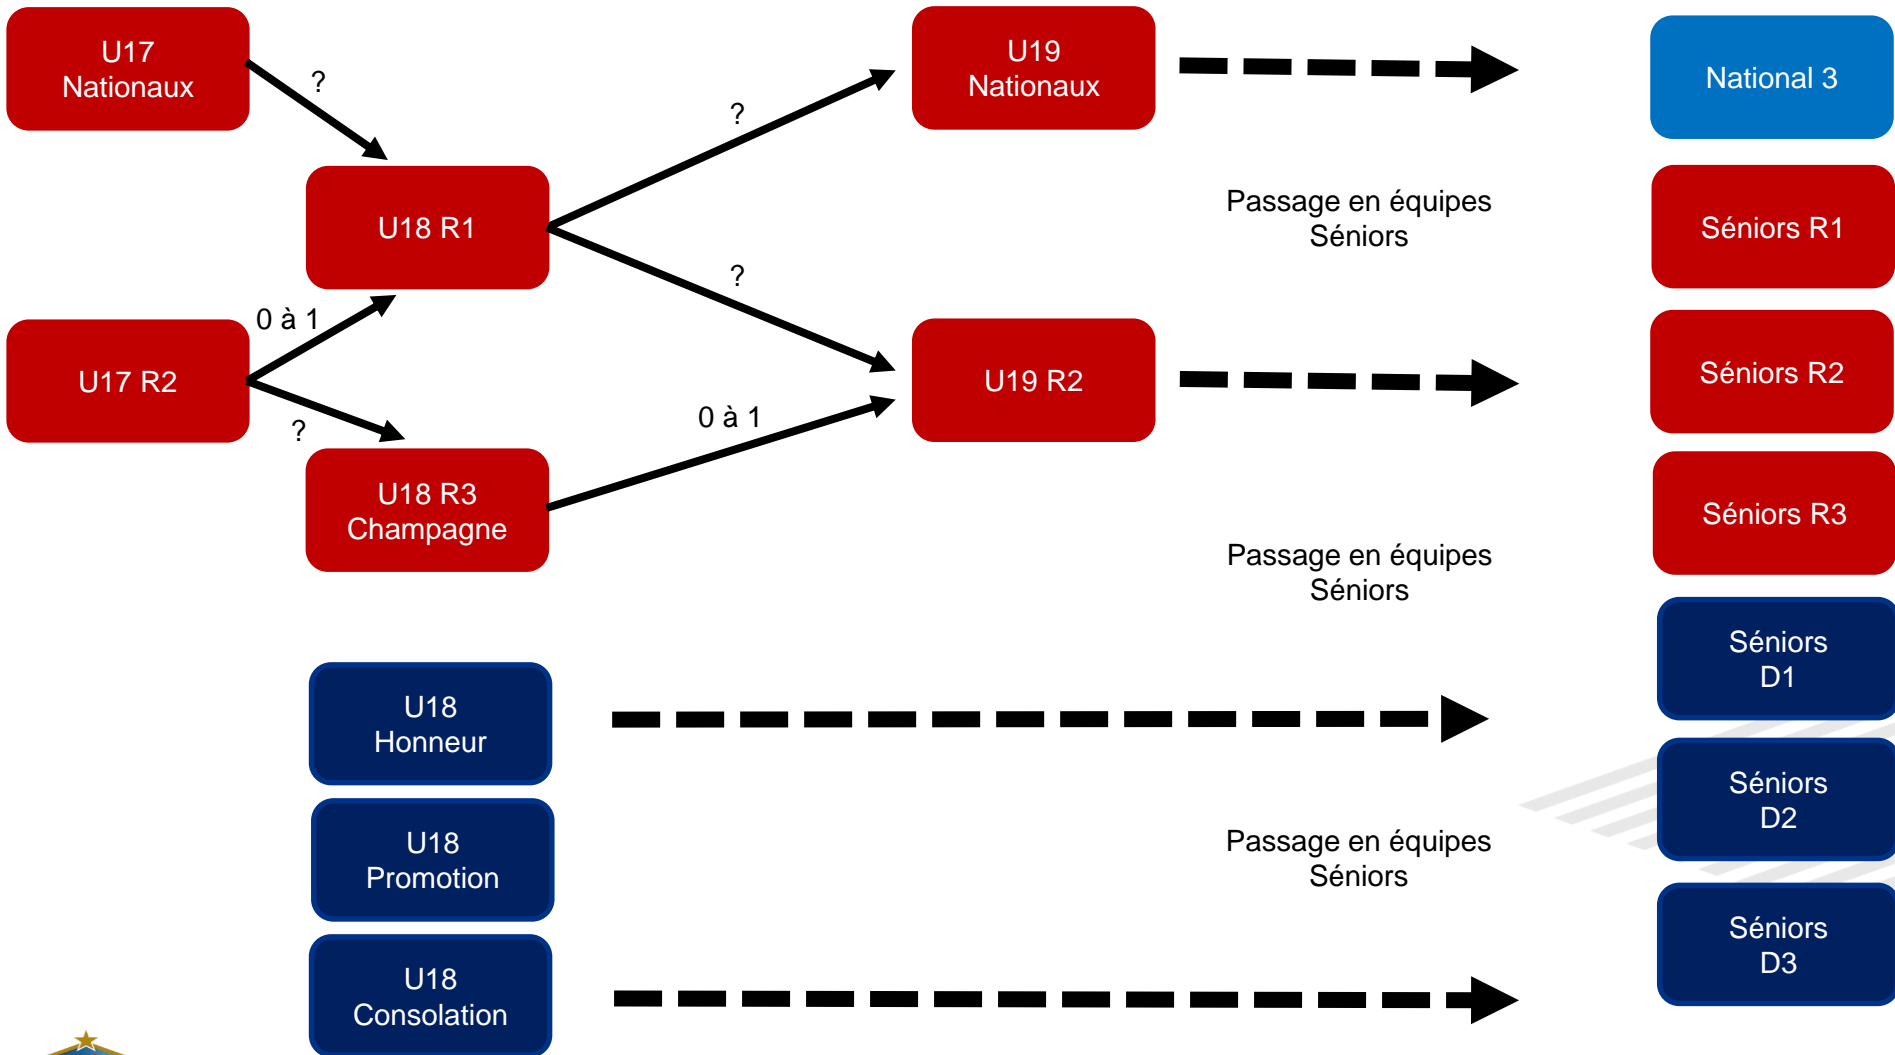 U17
Nationaux
?
U19
Nationaux
National 3
?
U18 R1
Passage en équipes
Séniors
Séniors R1
?
0 à 1
U17 R2
U19 R2
Séniors R2
?
0 à 1
U18 R3
Champagne
Séniors R3
Passage en équipes
Séniors
Séniors
D1
U18
Honneur
Séniors
D2
U18
Promotion
Passage en équipes
Séniors
Séniors
D3
U18
Consolation